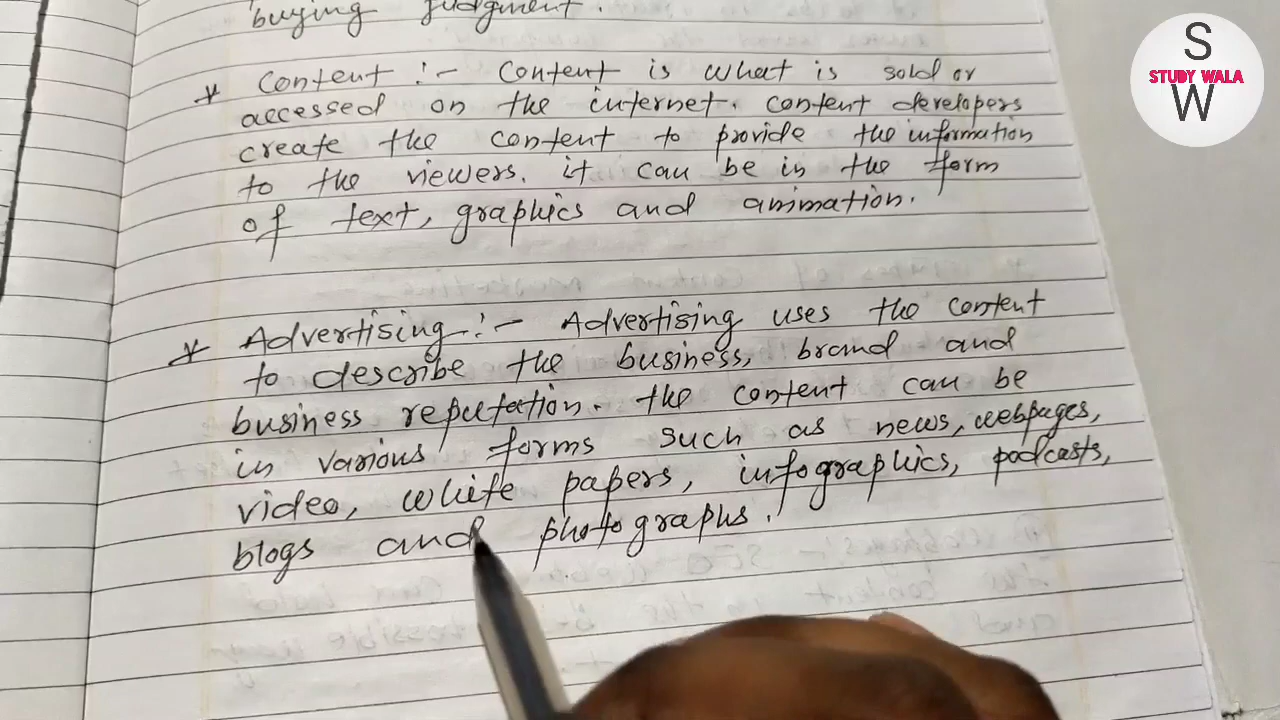 buying judgment.
* Content :- Content is what is sold or
accessed on the internet. content developers
create the content to provide the information
to the viewers. it can be in the form
of text, graphics and animation.
* Advertising :- Advertising uses the content
to describe the business, brand and
business reputation. the content can be
in various forms such as news, webpages,
video, white papers, infographics, podcasts,
blogs and photographs.
S
STUDY WALA
W